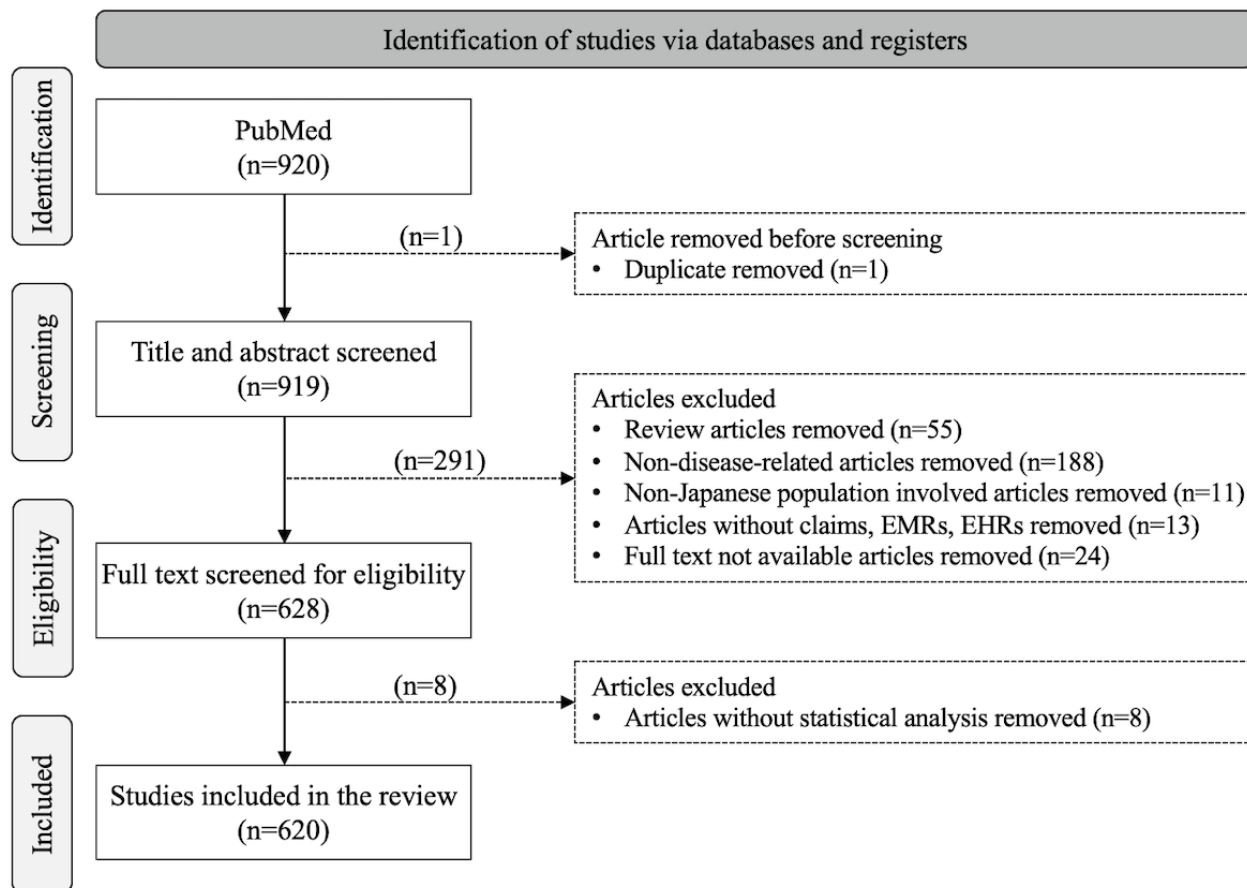 Identification of studies via databases and registers
Identification
PubMed
(n=920)
(n=1)
Article removed before screening
• Duplicate removed (n=1)
Screening
Title and abstract screened
(n=919)
(n=291)
Articles excluded
• Review articles removed (n=55)
• Non-disease-related articles removed (n=188)
• Non-Japanese population involved articles removed (n=11)
• Articles without claims, EMRs, EHRs removed (n=13)
• Full text not available articles removed (n=24)
Eligibility
Full text screened for eligibility
(n=628)
(n=8)
Articles excluded
• Articles without statistical analysis removed (n=8)
Included
Studies included in the review
(n=620)